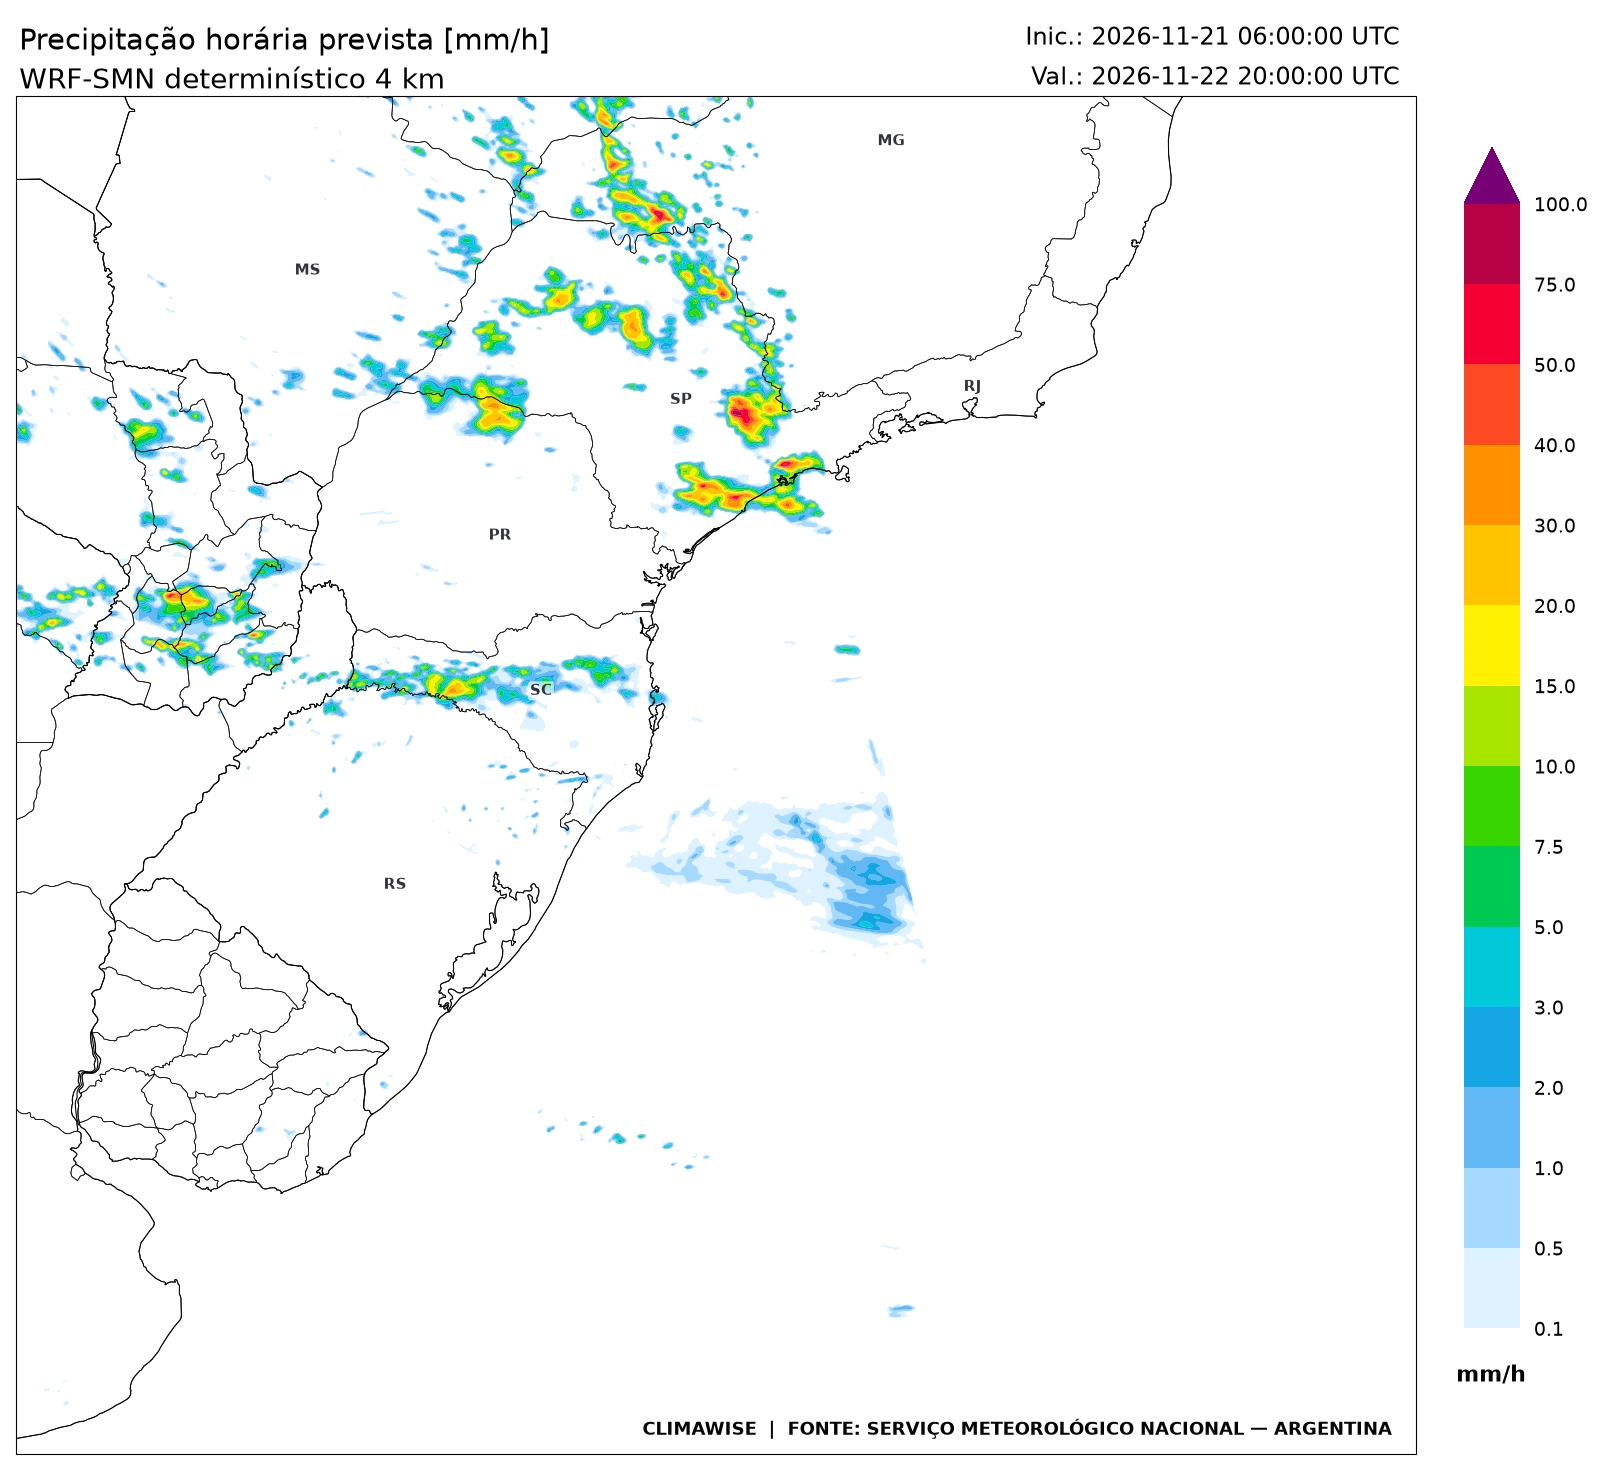 Precipitação horária prevista [mm/h]
WRF-SMN determinístico 4 km
Inic.: 2026-11-21 06:00:00 UTC
Val.: 2026-11-22 20:00:00 UTC
MG
MS
RJ
SP
PR
SC
RS
100.0
75.0
50.0
40.0
30.0
20.0
15.0
10.0
7.5
5.0
3.0
2.0
1.0
0.5
0.1
mm/h
CLIMAWISE | FONTE: SERVIÇO METEOROLÓGICO NACIONAL — ARGENTINA